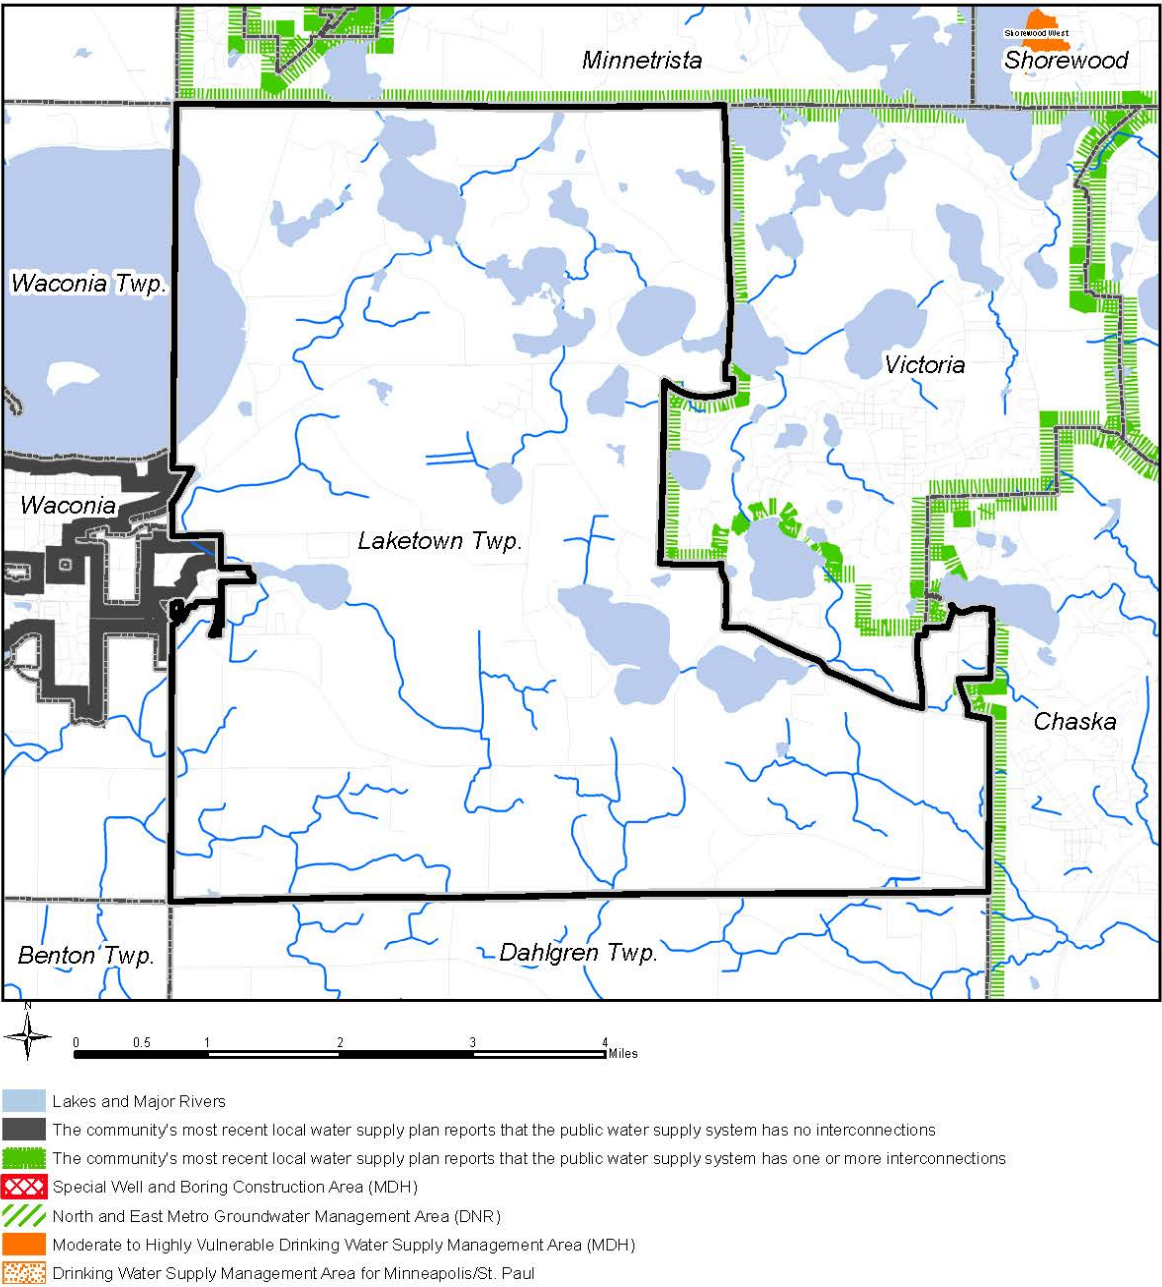 Minnetrista
Shorewood West
Shorewood
Waconia Twp.
Victoria
Waconia
Laketown Twp.
Chaska
Benton Twp.
Dahlgren Twp.
N
0 0.5 1 2 3 4
Miles
Lakes and Major Rivers
The community's most recent local water supply plan reports that the public water supply system has no interconnections
The community's most recent local water supply plan reports that the public water supply system has one or more interconnections
Special Well and Boring Construction Area (MDH)
North and East Metro Groundwater Management Area (DNR)
Moderate to Highly Vulnerable Drinking Water Supply Management Area (MDH)
Drinking Water Supply Management Area for Minneapolis/St. Paul